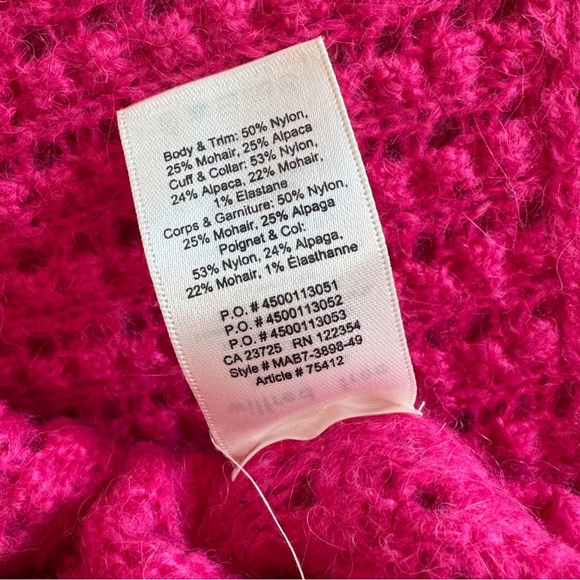 Body & Trim: 50% Nylon,
25% Mohair, 25% Alpaca
Cuff & Collar: 53% Nylon,
24% Alpaca, 22% Mohair,
1% Elastane
Corps & Garniture: 50% Nylon,
25% Mohair, 25% Alpaga
Poignet & Col:
53% Nylon, 24% Alpaga,
22% Mohair, 1% Élasthanne
P.O. # 4500113051
P.O. # 4500113052
P.O. # 4500113053
CA 23725 RN 122354
Style # MAB7-3898-49
Article # 75412
wilfred free